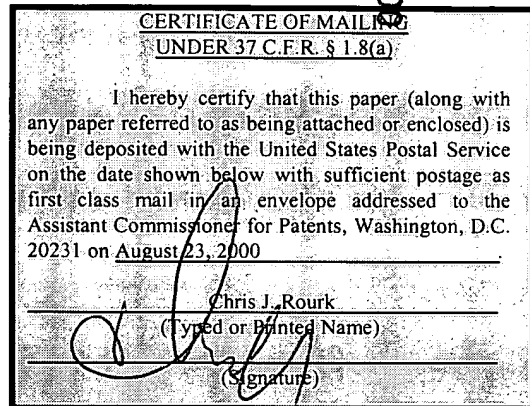 CERTIFICATE OF MAILING
UNDER 37 C.F.R. § 1.8(a)
I hereby certify that this paper (along with
any paper referred to as being attached or enclosed) is
being deposited with the United States Postal Service
on the date shown below with sufficient postage as
first class mail in an envelope addressed to the
Assistant Commissioner for Patents, Washington, D.C.
20231 on August 23, 2000.
Chris J. Rourk
(Typed or Printed Name)
(Signature)